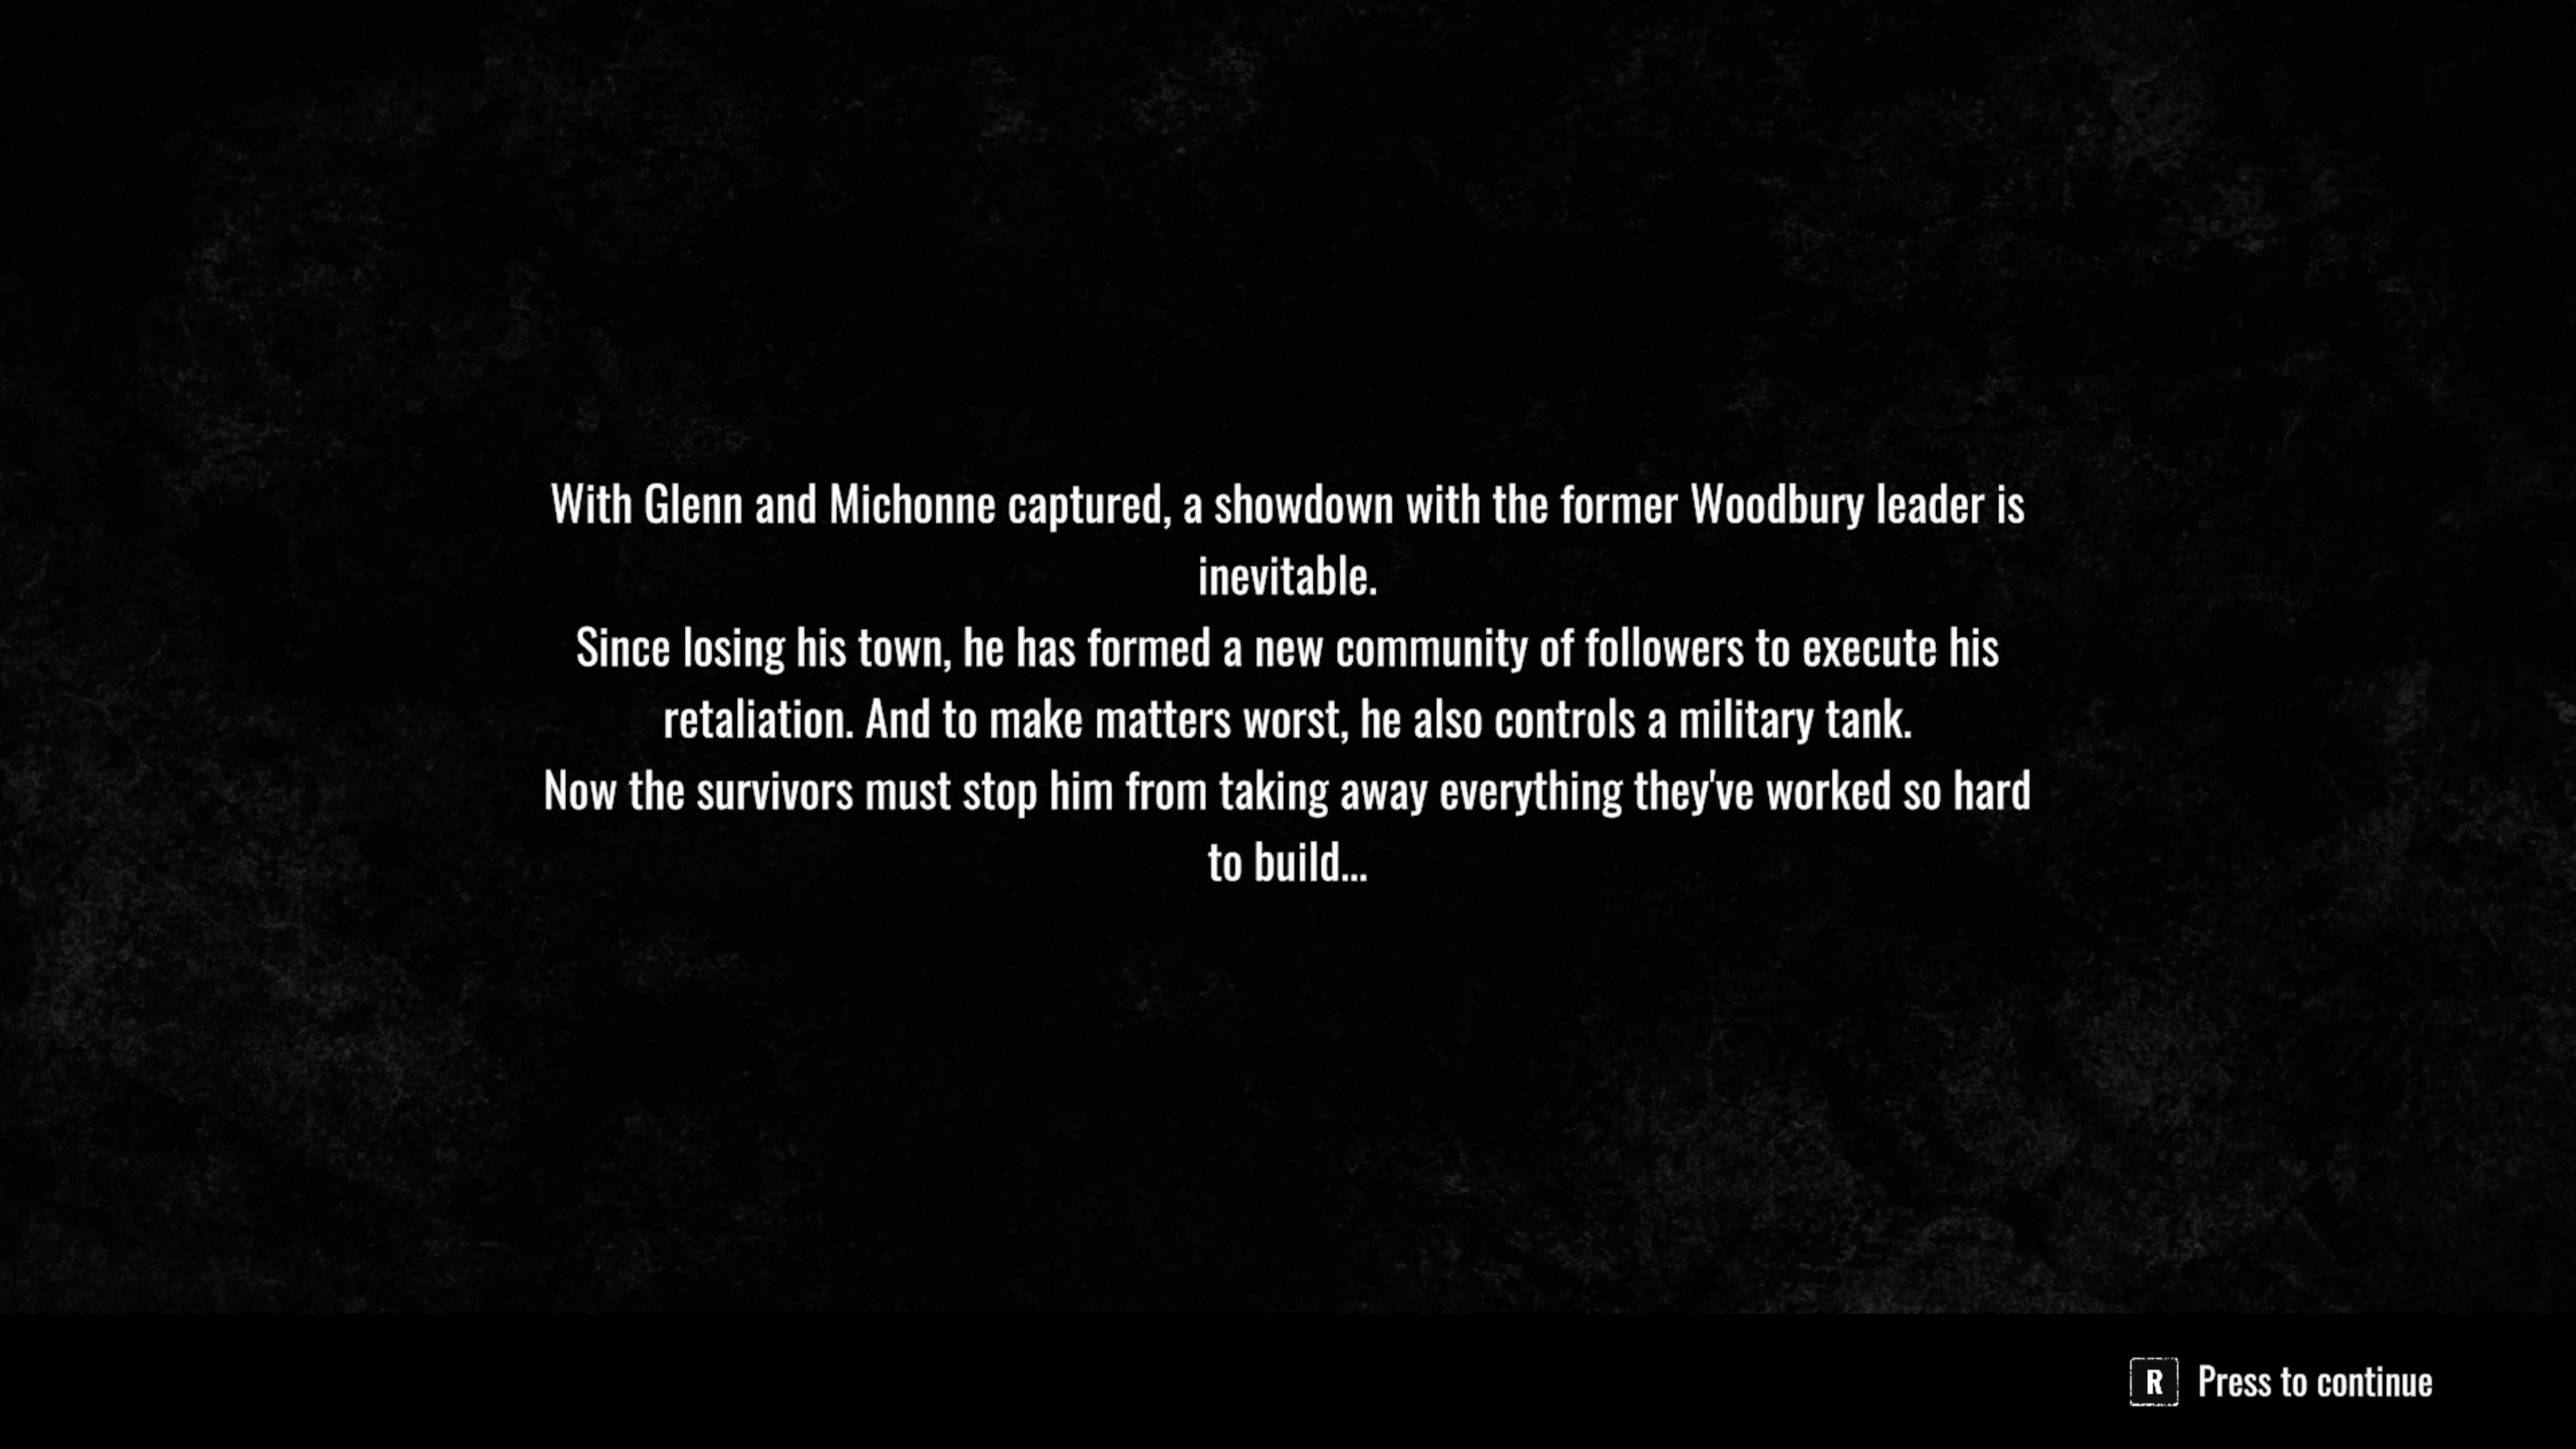 With Glenn and Michonne captured, a showdown with the former Woodbury leader is
inevitable.
Since losing his town, he has formed a new community of followers to execute his
retaliation. And to make matters worst, he also controls a military tank.
Now the survivors must stop him from taking away everything they've worked so hard
to build...
R Press to continue